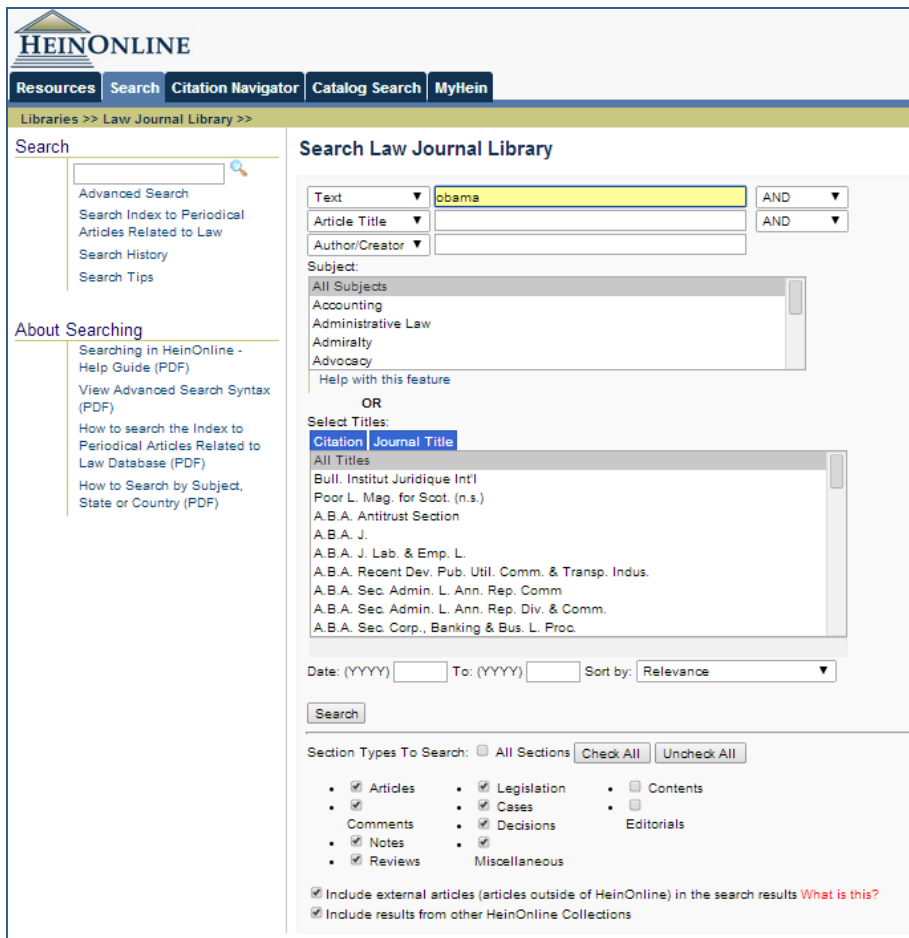 HEINONLINE
Resources Search Citation Navigator Catalog Search MyHein
Libraries >> Law Journal Library >>
Search
Advanced Search
Search Index to Periodical
Articles Related to Law
Search History
Search Tips
About Searching
Searching in HeinOnline -
Help Guide (PDF)
View Advanced Search Syntax
(PDF)
How to search the Index to
Periodical Articles Related to
Law Database (PDF)
How to Search by Subject,
State or Country (PDF)
Search Law Journal Library
Text obama AND
Article Title AND
Author/Creator
Subject:
All Subjects
Accounting
Administrative Law
Admiralty
Advocacy
Help with this feature
OR
Select Titles:
Citation Journal Title
All Titles
Bull. Institut Juridique Int'l
Poor L. Mag. for Scot. (n.s.)
A.B.A. Antitrust Section
A.B.A. J.
A.B.A. J. Lab. & Emp. L.
A.B.A. Recent Dev. Pub. Util. Comm. & Transp. Indus.
A.B.A. Sec. Admin. L. Ann. Rep. Comm
A.B.A. Sec. Admin. L. Ann. Rep. Div. & Comm.
A.B.A. Sec. Corp., Banking & Bus. L. Proc.
Date: (YYYY) To: (YYYY) Sort by: Relevance
Search
Section Types To Search: All Sections Check All Uncheck All
Articles Legislation Contents
Cases
Comments Decisions Editorials
Notes
Reviews Miscellaneous
Include external articles (articles outside of HeinOnline) in the search results What is this?
Include results from other HeinOnline Collections